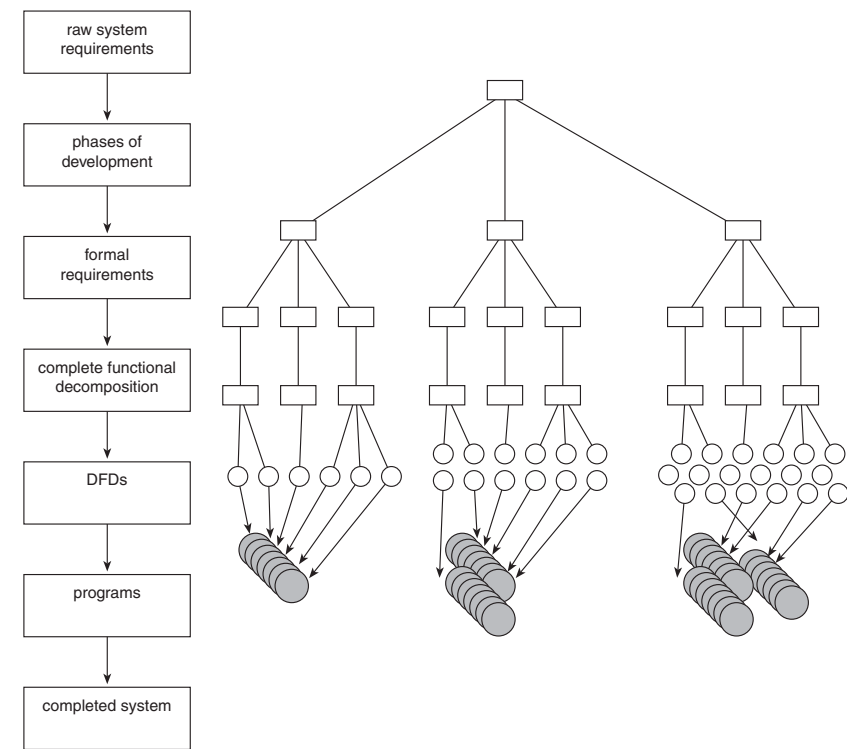 raw system
requirements
phases of
development
formal
requirements
complete functional
decomposition
DFDs
programs
completed system